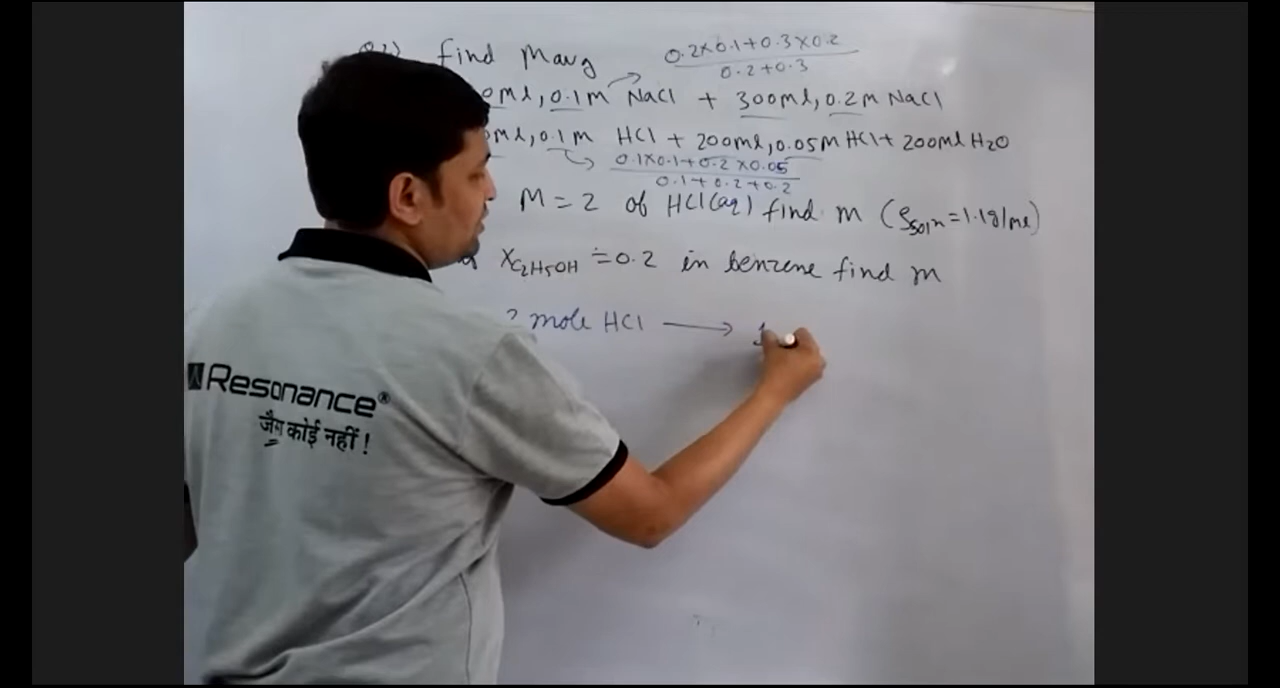 find Mavg 0.2×0.1+0.3×0.2
0.2+0.3
0Ml, 0.1M NaCl + 300Ml, 0.2M NaCl
Ml, 0.1M HCl + 200Ml, 0.05M HCl + 200Ml H2O
0.1×0.1+0.2×0.05
0.1+0.2+0.2
M = 2 of HCl(aq) find m (ρsoln = 1.1g/Ml)
XC2H5OH = 0.2 in benzene find m
2 mole HCl ⟶ 1
Resonance®
जैसा कोई नहीं !